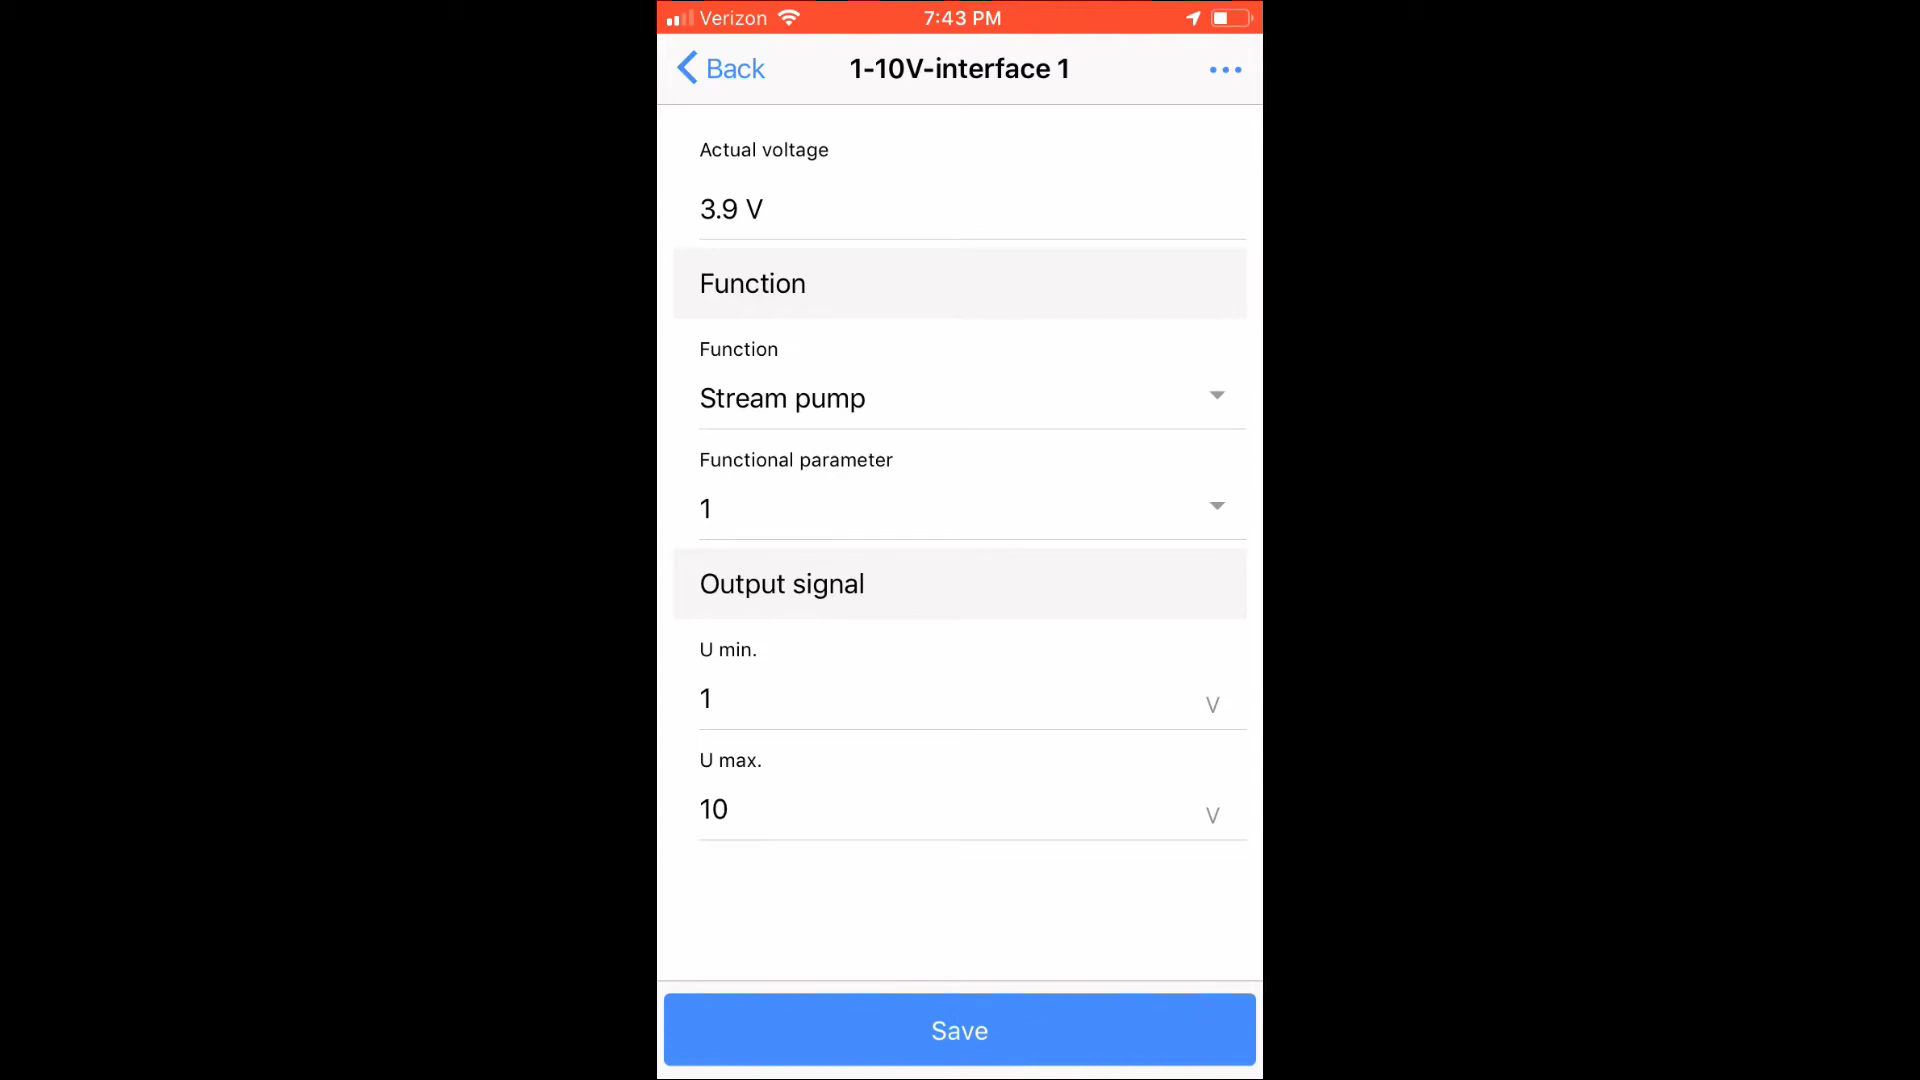 Verizon 7:43 PM
Back 1-10V-interface 1
Actual voltage
3.9 V
Function
Function
Stream pump
Functional parameter
1
Output signal
U min.
1 V
U max.
10 V
Save